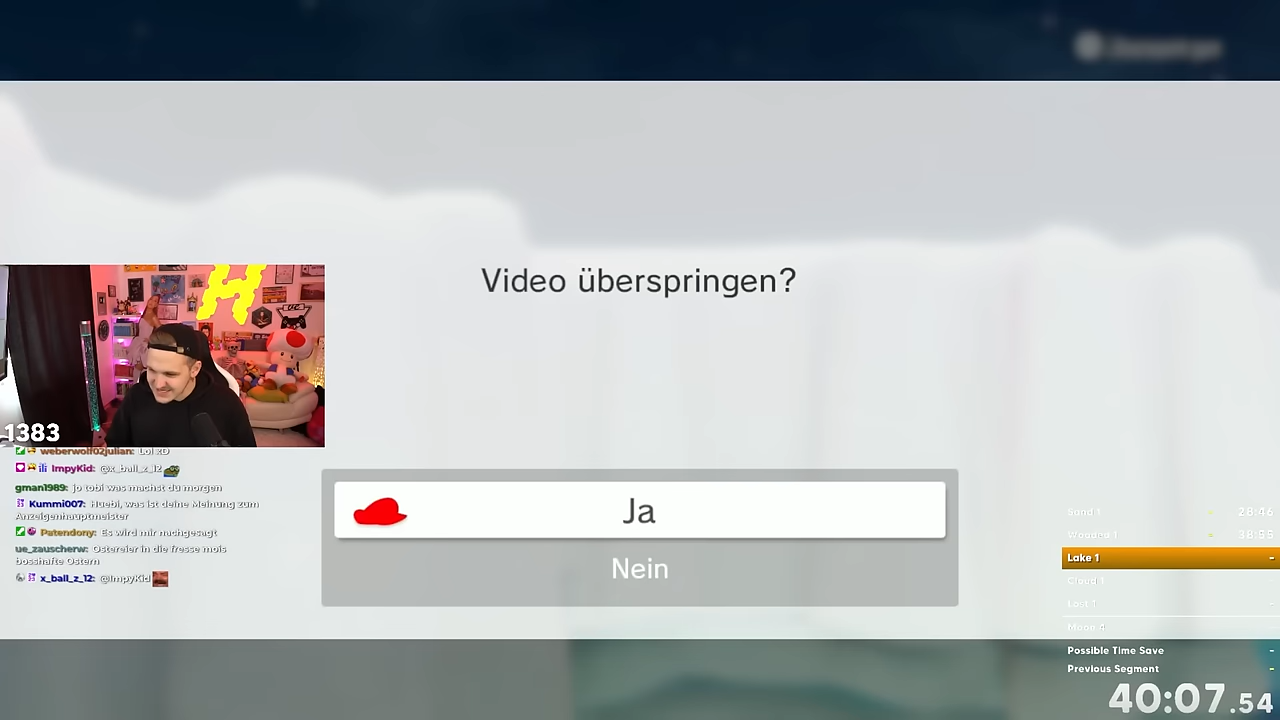 Video überspringen?
Ja
Nein
1383
weberwolf02julian: Lol xD
ImpyKid: @x_ball_z_12
gman1989: jo tobi was machst du morgen
Kummi007: Huebi, was ist deine Meinung zum
Anzeigenhauptmeister
Patendony: Es wird mir nachgesagt
ue_zauscherw: Ostereier in die fresse mois
bosshafte Ostern
x_ball_z_12: @ImpyKid
Sand 1 28:46
Wooded 1 38:55
Lake 1 -
Cloud 1
Lost 1 -
Moon 4
Possible Time Save -
Previous Segment -
40:07.54